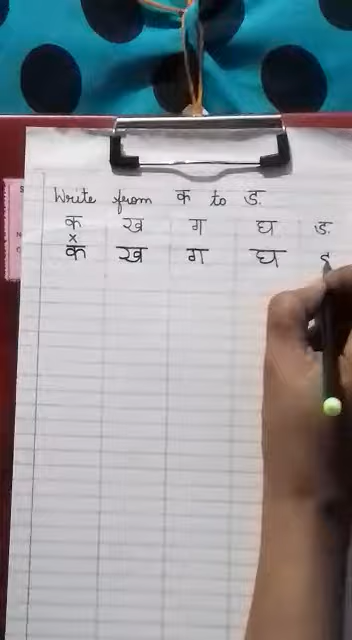 Write from क to ङ.
क ख ग घ ङ.
x
क ख ग घ